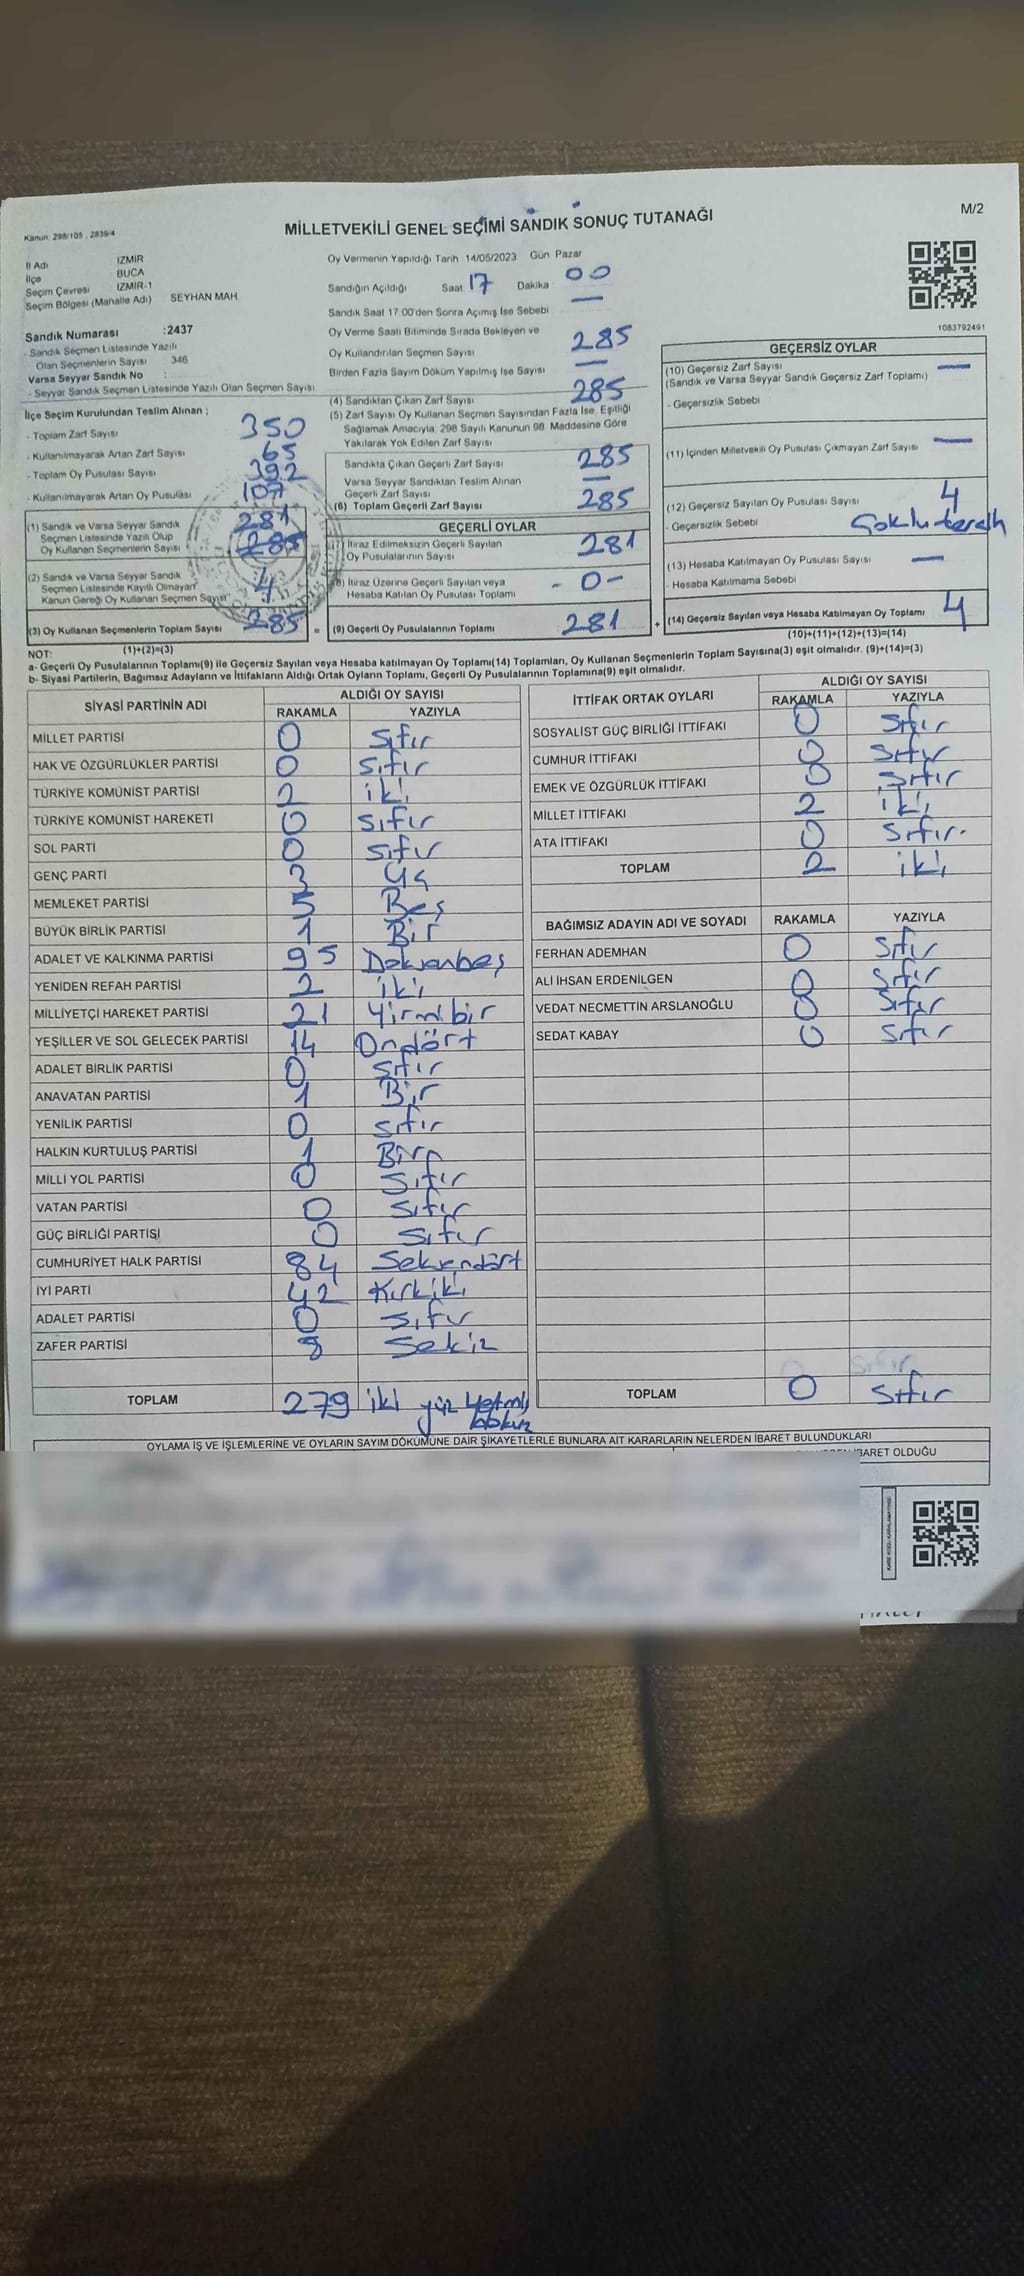 MİLLETVEKİLİ GENEL SEÇİMİ SANDIK SONUÇ TUTANAĞI
M/2
Kanun: 298/105 , 2839/4
İl Adı İZMİR
İlçe BUCA
Seçim Çevresi İZMİR-1
Seçim Bölgesi (Mahalle Adı) SEYHAN MAH.
Sandık Numarası :2437
- Sandık Seçmen Listesinde Yazılı
Olan Seçmenlerin Sayısı 346
Varsa Seyyar Sandık No :
- Seyyar Sandık Seçmen Listesinde Yazılı Olan Seçmen Sayısı:
İlçe Seçim Kurulundan Teslim Alınan ;
- Toplam Zarf Sayısı 350
- Kullanılmayarak Artan Zarf Sayısı 65
- Toplam Oy Pusulası Sayısı 392
- Kullanılmayarak Artan Oy Pusulası 107
(1) Sandık ve Varsa Seyyar Sandık 281
Seçmen Listesinde Yazılı Olup
Oy Kullanan Seçmenlerin Sayısı 285
(2) Sandık ve Varsa Seyyar Sandık
Seçmen Listesinde Kayıtlı Olmayan 4
Kanun Gereği Oy Kullanan Seçmen Sayısı
(3) Oy Kullanan Seçmenlerin Toplam Sayısı 285
(1)+(2)=(3)
Oy Vermenin Yapıldığı Tarih 14/05/2023 Gün Pazar
Sandığın Açıldığı Saat 17 Dakika 00
Sandık Saat 17.00'den Sonra Açımış İse Sebebi —
Oy Verme Saati Bitiminde Sırada Bekleyen ve
Oy Kullandırılan Seçmen Sayısı 285
Birden Fazla Sayım Döküm Yapılmış İse Sayısı —
(4) Sandıktan Çıkan Zarf Sayısı 285
(5) Zarf Sayısı Oy Kullanan Seçmen Sayısından Fazla İse, Eşitliği
Sağlamak Amacıyla, 298 Sayılı Kanunun 98. Maddesine Göre
Yakılarak Yok Edilen Zarf Sayısı
Sandıkta Çıkan Geçerli Zarf Sayısı 285
Varsa Seyyar Sandıktan Teslim Alınan
Geçerli Zarf Sayısı —
(6) Toplam Geçerli Zarf Sayısı 285
GEÇERLİ OYLAR
(7) İtiraz Edilmeksizin Geçerli Sayılan
Oy Pusulalarının Sayısı 281
(8) İtiraz Üzerine Geçerli Sayılan veya
Hesaba Katılan Oy Pusulası Toplamı - 0 -
= (9) Geçerli Oy Pusulalarının Toplamı 281
1083792491
GEÇERSİZ OYLAR
(10) Geçersiz Zarf Sayısı —
(Sandık ve Varsa Seyyar Sandık Geçersiz Zarf Toplamı)
- Geçersizlik Sebebi
(11) İçinden Milletvekili Oy Pusulası Çıkmayan Zarf Sayısı —
(12) Geçersiz Sayılan Oy Pusulası Sayısı 4
- Geçersizlik Sebebi Çoklu tercih
(13) Hesaba Katılmayan Oy Pusulası Sayısı —
- Hesaba Katılmama Sebebi
+ (14) Geçersiz Sayılan veya Hesaba Katılmayan Oy Toplamı 4
(10)+(11)+(12)+(13)=(14)
NOT:
a- Geçerli Oy Pusulalarının Toplamı(9) ile Geçersiz Sayılan veya Hesaba katılmayan Oy Toplamı(14) Toplamları, Oy Kullanan Seçmenlerin Toplam Sayısına(3) eşit olmalıdır. (9)+(14)=(3)
b- Siyasi Partilerin, Bağımsız Adayların ve İttifakların Aldığı Ortak Oyların Toplamı, Geçerli Oy Pusulalarının Toplamına(9) eşit olmalıdır.
SİYASİ PARTİNİN ADI ALDIĞI OY SAYISI
RAKAMLA YAZIYLA
MİLLET PARTİSİ 0 Sıfır
HAK VE ÖZGÜRLÜKLER PARTİSİ 0 Sıfır
TÜRKİYE KOMÜNİST PARTİSİ 2 iki
TÜRKİYE KOMÜNİST HAREKETİ 0 Sıfır
SOL PARTİ 0 Sıfır
GENÇ PARTİ 3 Üç
MEMLEKET PARTİSİ 5 Beş
BÜYÜK BİRLİK PARTİSİ 1 Bir
ADALET VE KALKINMA PARTİSİ 95 Doksanbeş
YENİDEN REFAH PARTİSİ 2 iki
MİLLİYETÇİ HAREKET PARTİSİ 21 Yirmibir
YEŞİLLER VE SOL GELECEK PARTİSİ 14 Ondört
ADALET BİRLİK PARTİSİ 0 Sıfır
ANAVATAN PARTİSİ 1 Bir
YENİLİK PARTİSİ 0 Sıfır
HALKIN KURTULUŞ PARTİSİ 1 Bir
MİLLİ YOL PARTİSİ 0 Sıfır
VATAN PARTİSİ 0 Sıfır
GÜÇ BİRLİĞİ PARTİSİ 0 Sıfır
CUMHURİYET HALK PARTİSİ 84 Seksendört
İYİ PARTİ 42 Kırkiki
ADALET PARTİSİ 0 Sıfır
ZAFER PARTİSİ 8 Sekiz
TOPLAM 279 iki yüz yetmiş
dokuz
İTTİFAK ORTAK OYLARI ALDIĞI OY SAYISI
RAKAMLA YAZIYLA
SOSYALİST GÜÇ BİRLİĞİ İTTİFAKI 0 Sıfır
CUMHUR İTTİFAKI 0 Sıfır
EMEK VE ÖZGÜRLÜK İTTİFAKI 0 Sıfır
MİLLET İTTİFAKI 2 iki
ATA İTTİFAKI 0 Sıfır
TOPLAM 2 iki
BAĞIMSIZ ADAYIN ADI VE SOYADI RAKAMLA YAZIYLA
FERHAN ADEMHAN 0 Sıfır
ALİ İHSAN ERDENİLGEN 0 Sıfır
VEDAT NECMETTİN ARSLANOĞLU 0 Sıfır
SEDAT KABAY 0 Sıfır
0 Sıfır
TOPLAM 0 Sıfır
OYLAMA İŞ VE İŞLEMLERİNE VE OYLARIN SAYIM DÖKÜMÜNE DAİR ŞİKAYETLERLE BUNLARA AİT KARARLARIN NELERDEN İBARET BULUNDUKLARI
İBARET OLDUĞU